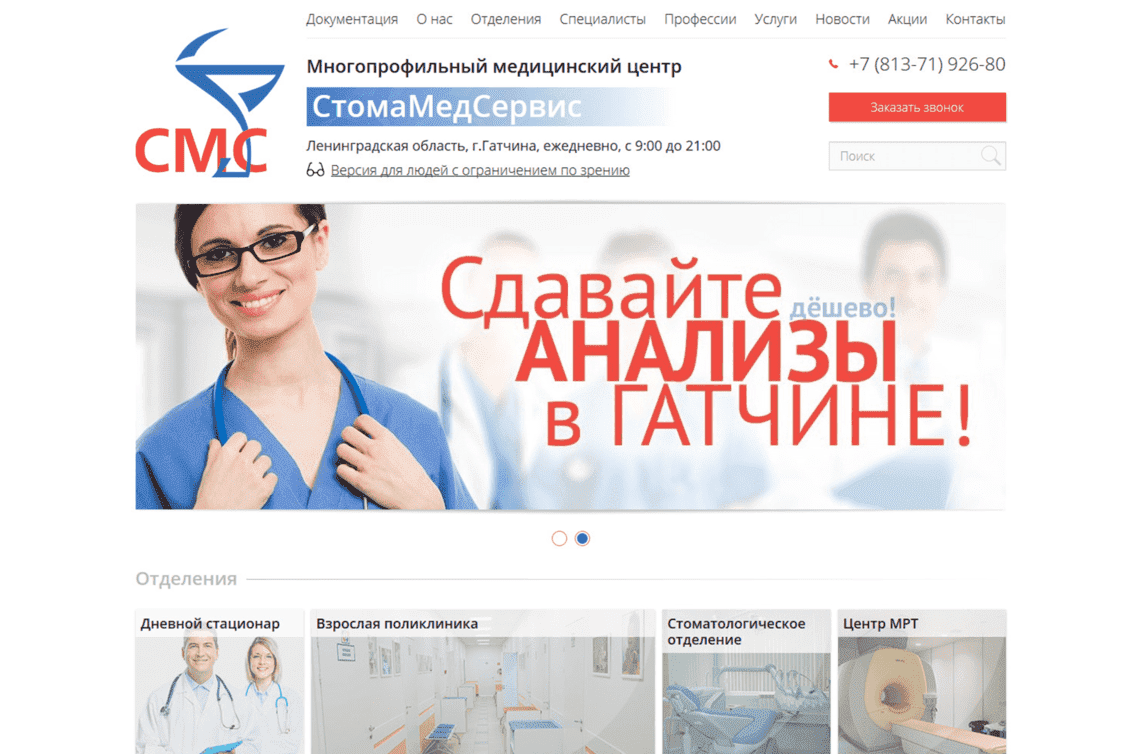 Документация О нас Отделения Специалисты Профессии Услуги Новости Акции Контакты
СМС
Многопрофильный медицинский центр
+7 (813-71) 926-80
СтомаМедСервис
Заказать звонок
Ленинградская область, г.Гатчина, ежедневно, с 9:00 до 21:00
Поиск
Версия для людей с ограничением по зрению
Сдавайте
дёшево!
АНАЛИЗЫ
в ГАТЧИНЕ!
Отделения
Дневной стационар
Взрослая поликлиника
Стоматологическое
отделение
Центр МРТ